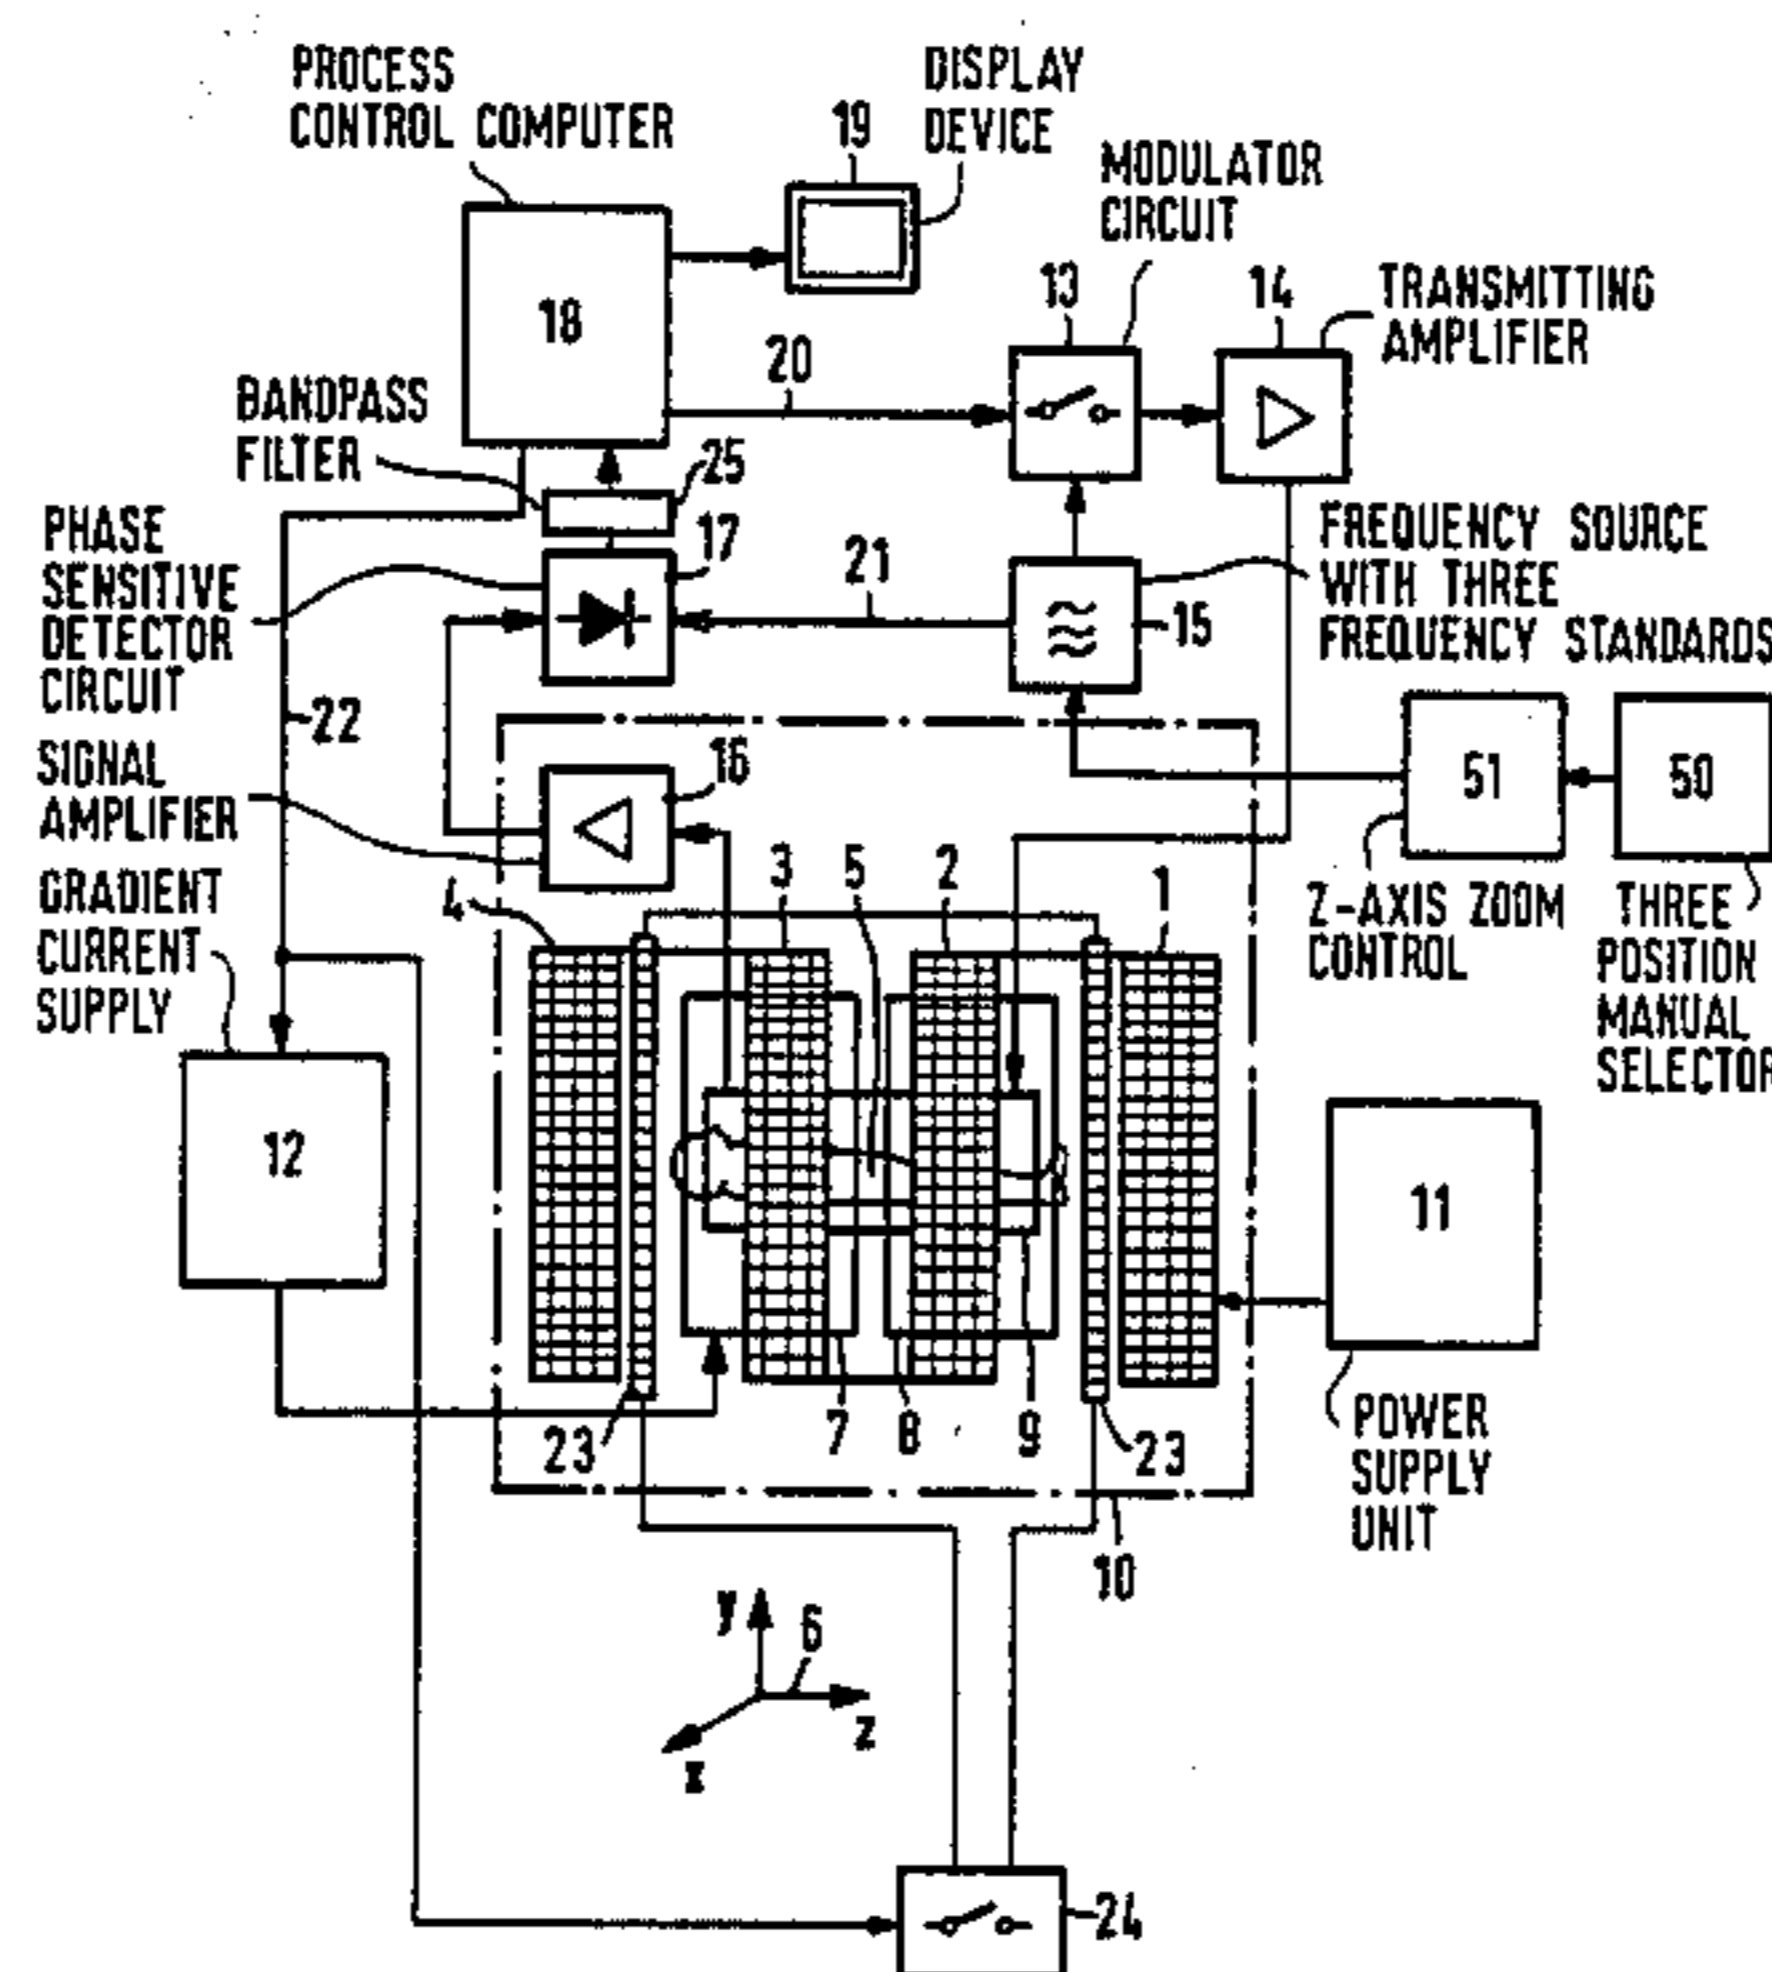 PROCESS
CONTROL COMPUTER
DISPLAY
DEVICE
19
MODULATOR
CIRCUIT
13
14
TRANSMITTING
AMPLIFIER
18
20
BANDPASS
FILTER
25
PHASE
SENSITIVE
DETECTOR
CIRCUIT
17
21
15
FREQUENCY SOURCE
WITH THREE
FREQUENCY STANDARDS
22
SIGNAL
AMPLIFIER
16
51
50
GRADIENT
CURRENT
SUPPLY
4
3
5
2
1
Z-AXIS ZOOM
CONTROL
THREE
POSITION
MANUAL
SELECTOR
12
11
23
7
8
9
23
POWER
SUPPLY
UNIT
10
y
6
z
x
24